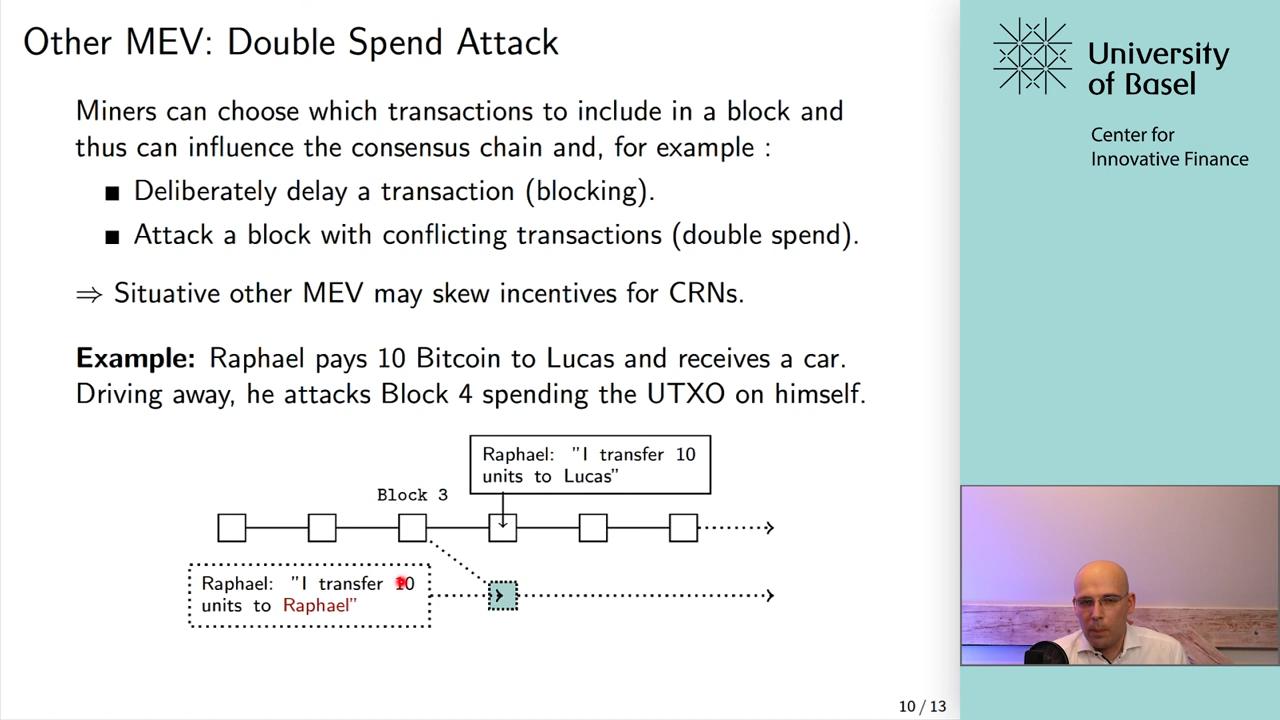 Other MEV: Double Spend Attack
Miners can choose which transactions to include in a block and
thus can influence the consensus chain and, for example :
■ Deliberately delay a transaction (blocking).
■ Attack a block with conflicting transactions (double spend).
⇒ Situative other MEV may skew incentives for CRNs.
Example: Raphael pays 10 Bitcoin to Lucas and receives a car.
Driving away, he attacks Block 4 spending the UTXO on himself.
Raphael: "I transfer 10
units to Lucas"
Block 3
Raphael: "I transfer 10
units to Raphael"
10 / 13
University
of Basel
Center for
Innovative Finance